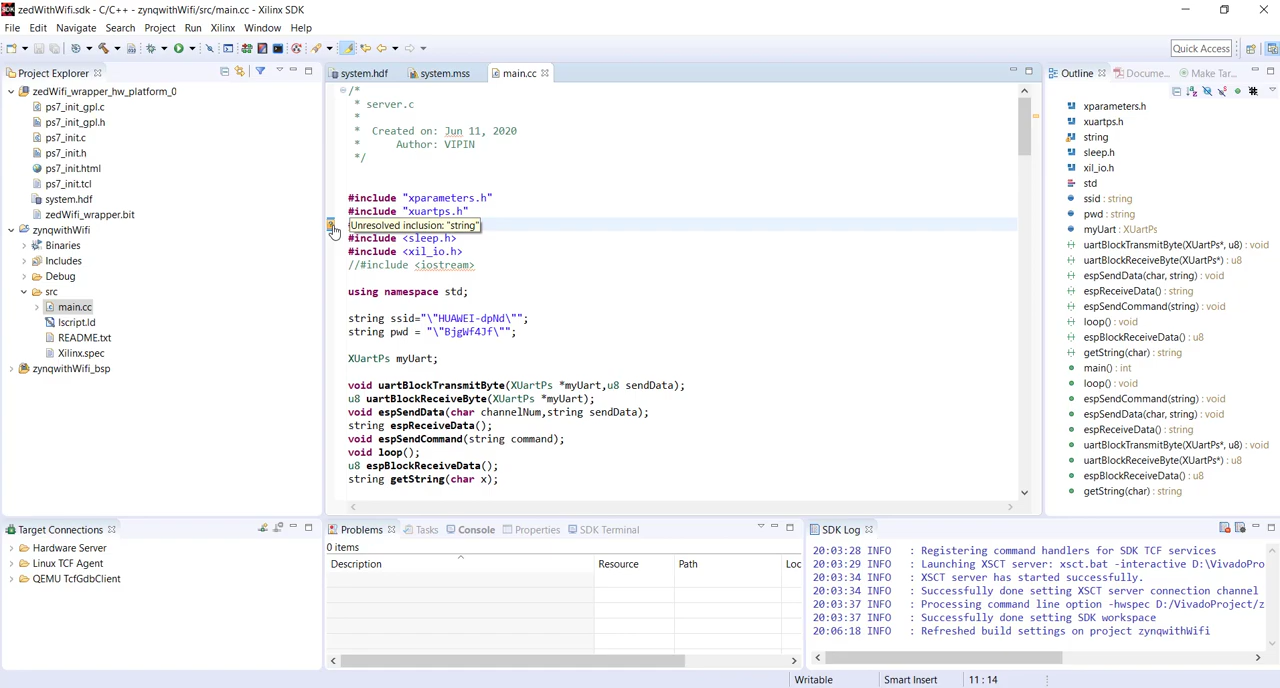 zedWithWifi.sdk - C/C++ - zynqwithWifi/src/main.cc - Xilinx SDK
File Edit Navigate Search Project Run Xilinx Window Help
Quick Access
Project Explorer
zedWifi_wrapper_hw_platform_0
ps7_init_gpl.c
ps7_init_gpl.h
ps7_init.c
ps7_init.h
ps7_init.html
ps7_init.tcl
system.hdf
zedWifi_wrapper.bit
zynqwithWifi
Binaries
Includes
Debug
src
main.cc
lscript.ld
README.txt
Xilinx.spec
zynqwithWifi_bsp
system.hdf system.mss main.cc
/*
* server.c
*
* Created on: Jun 11, 2020
* Author: VIPIN
*/
#include "xparameters.h"
#include "xuartps.h"
Unresolved inclusion: "string"
#include <sleep.h>
#include <xil_io.h>
//#include <iostream>
using namespace std;
string ssid="\"HUAWEI-dpNd\"";
string pwd = "\"BjgWf4Jf\"";
XUartPs myUart;
void uartBlockTransmitByte(XUartPs *myUart,u8 sendData);
u8 uartBlockReceiveByte(XUartPs *myUart);
void espSendData(char channelNum,string sendData);
string espReceiveData();
void espSendCommand(string command);
void loop();
u8 espBlockReceiveData();
string getString(char x);
Outline Docume... Make Tar...
xparameters.h
xuartps.h
string
sleep.h
xil_io.h
std
ssid : string
pwd : string
myUart : XUartPs
uartBlockTransmitByte(XUartPs*, u8) : void
uartBlockReceiveByte(XUartPs*) : u8
espSendData(char, string) : void
espReceiveData() : string
espSendCommand(string) : void
loop() : void
espBlockReceiveData() : u8
getString(char) : string
main() : int
loop() : void
espSendCommand(string) : void
espSendData(char, string) : void
espReceiveData() : string
uartBlockTransmitByte(XUartPs*, u8) : void
uartBlockReceiveByte(XUartPs*) : u8
espBlockReceiveData() : u8
getString(char) : string
Target Connections
Hardware Server
Linux TCF Agent
QEMU TcfGdbClient
Problems Tasks Console Properties SDK Terminal
0 items
Description Resource Path Loc
SDK Log
20:03:28 INFO : Registering command handlers for SDK TCF services
20:03:29 INFO : Launching XSCT server: xsct.bat -interactive D:\VivadoPro
20:03:34 INFO : XSCT server has started successfully.
20:03:34 INFO : Successfully done setting XSCT server connection channel
20:03:37 INFO : Processing command line option -hwspec D:/VivadoProject/z
20:03:37 INFO : Successfully done setting SDK workspace
20:06:18 INFO : Refreshed build settings on project zynqwithWifi
Writable Smart Insert 11 : 14